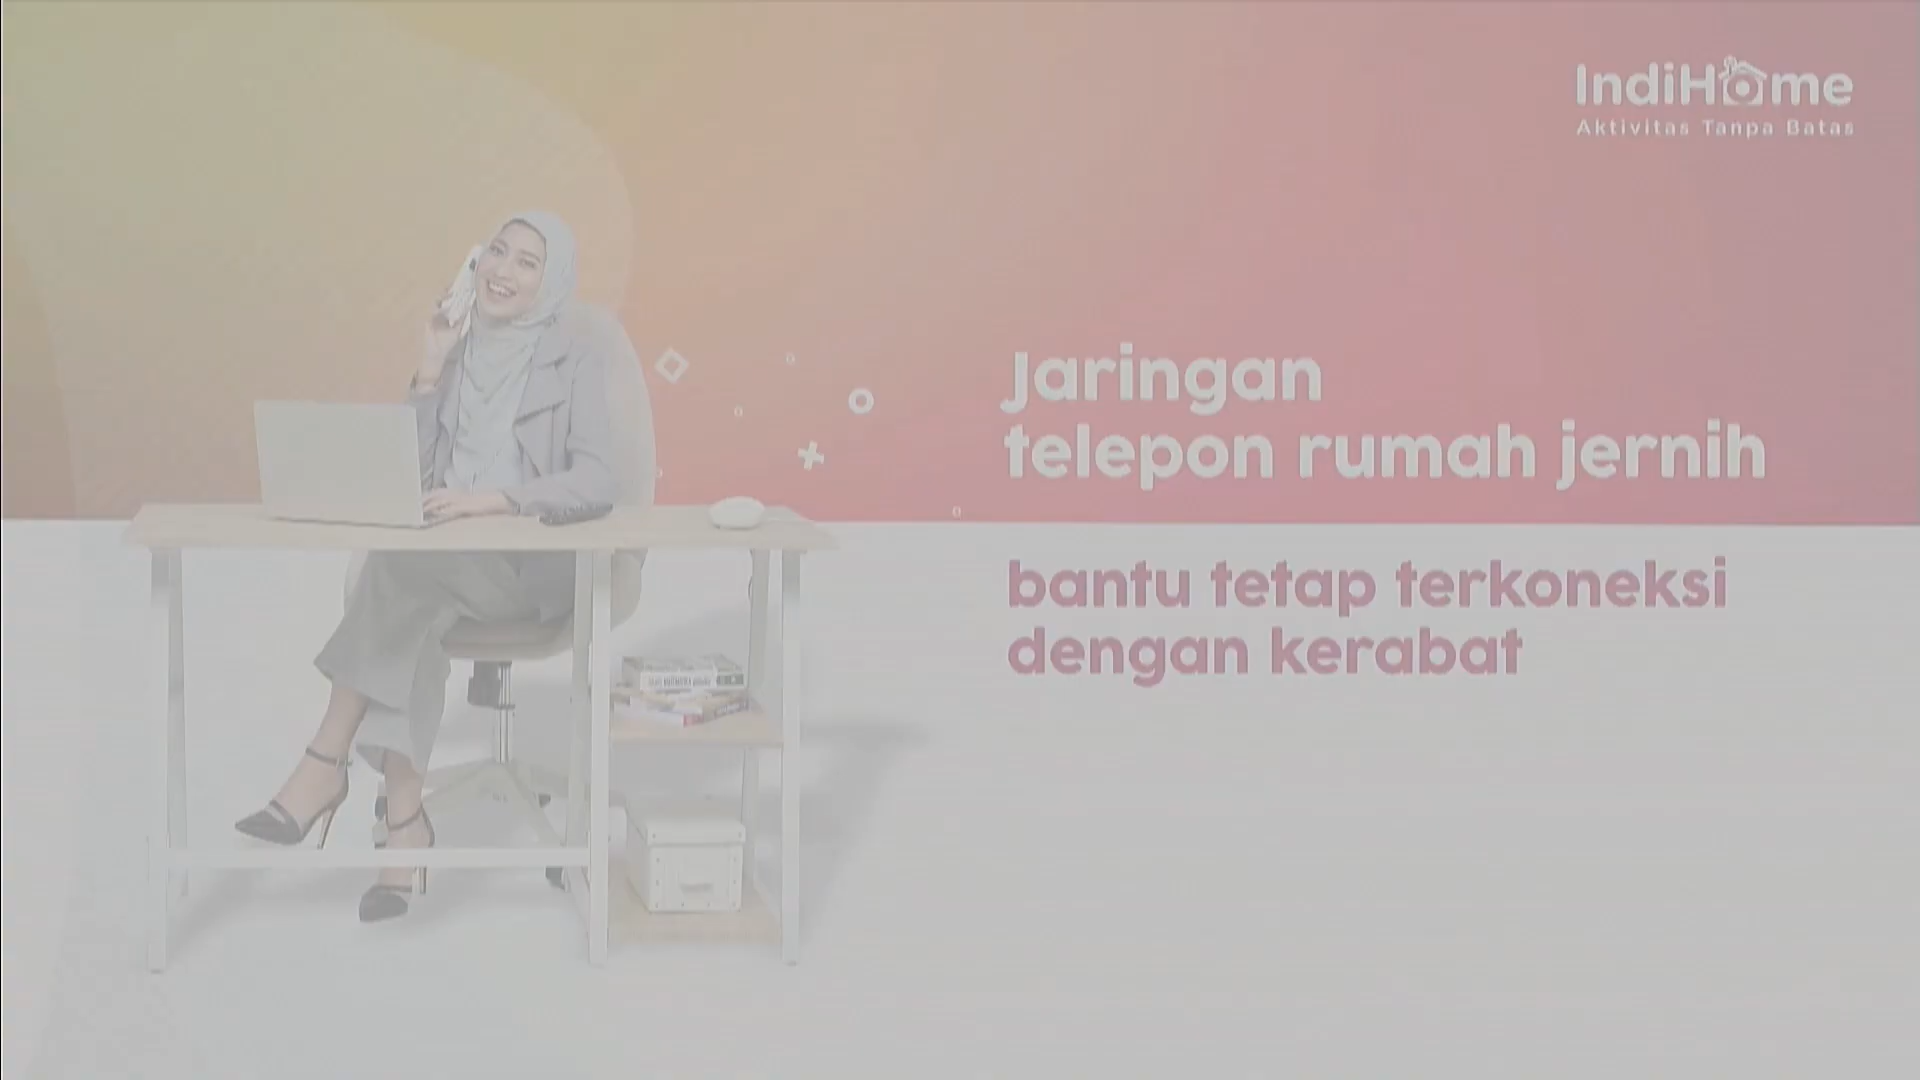 IndiHome
Aktivitas Tanpa Batas
Jaringan
telepon rumah jernih
bantu tetap terkoneksi
dengan kerabat